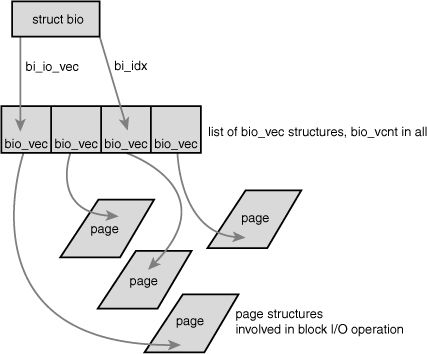 struct bio
bi_io_vec
bi_idx
bio_vec
bio_vec
bio_vec
bio_vec
list of bio_vec structures, bio_vcnt in all
page
page
page
page
page structures
involved in block I/O operation